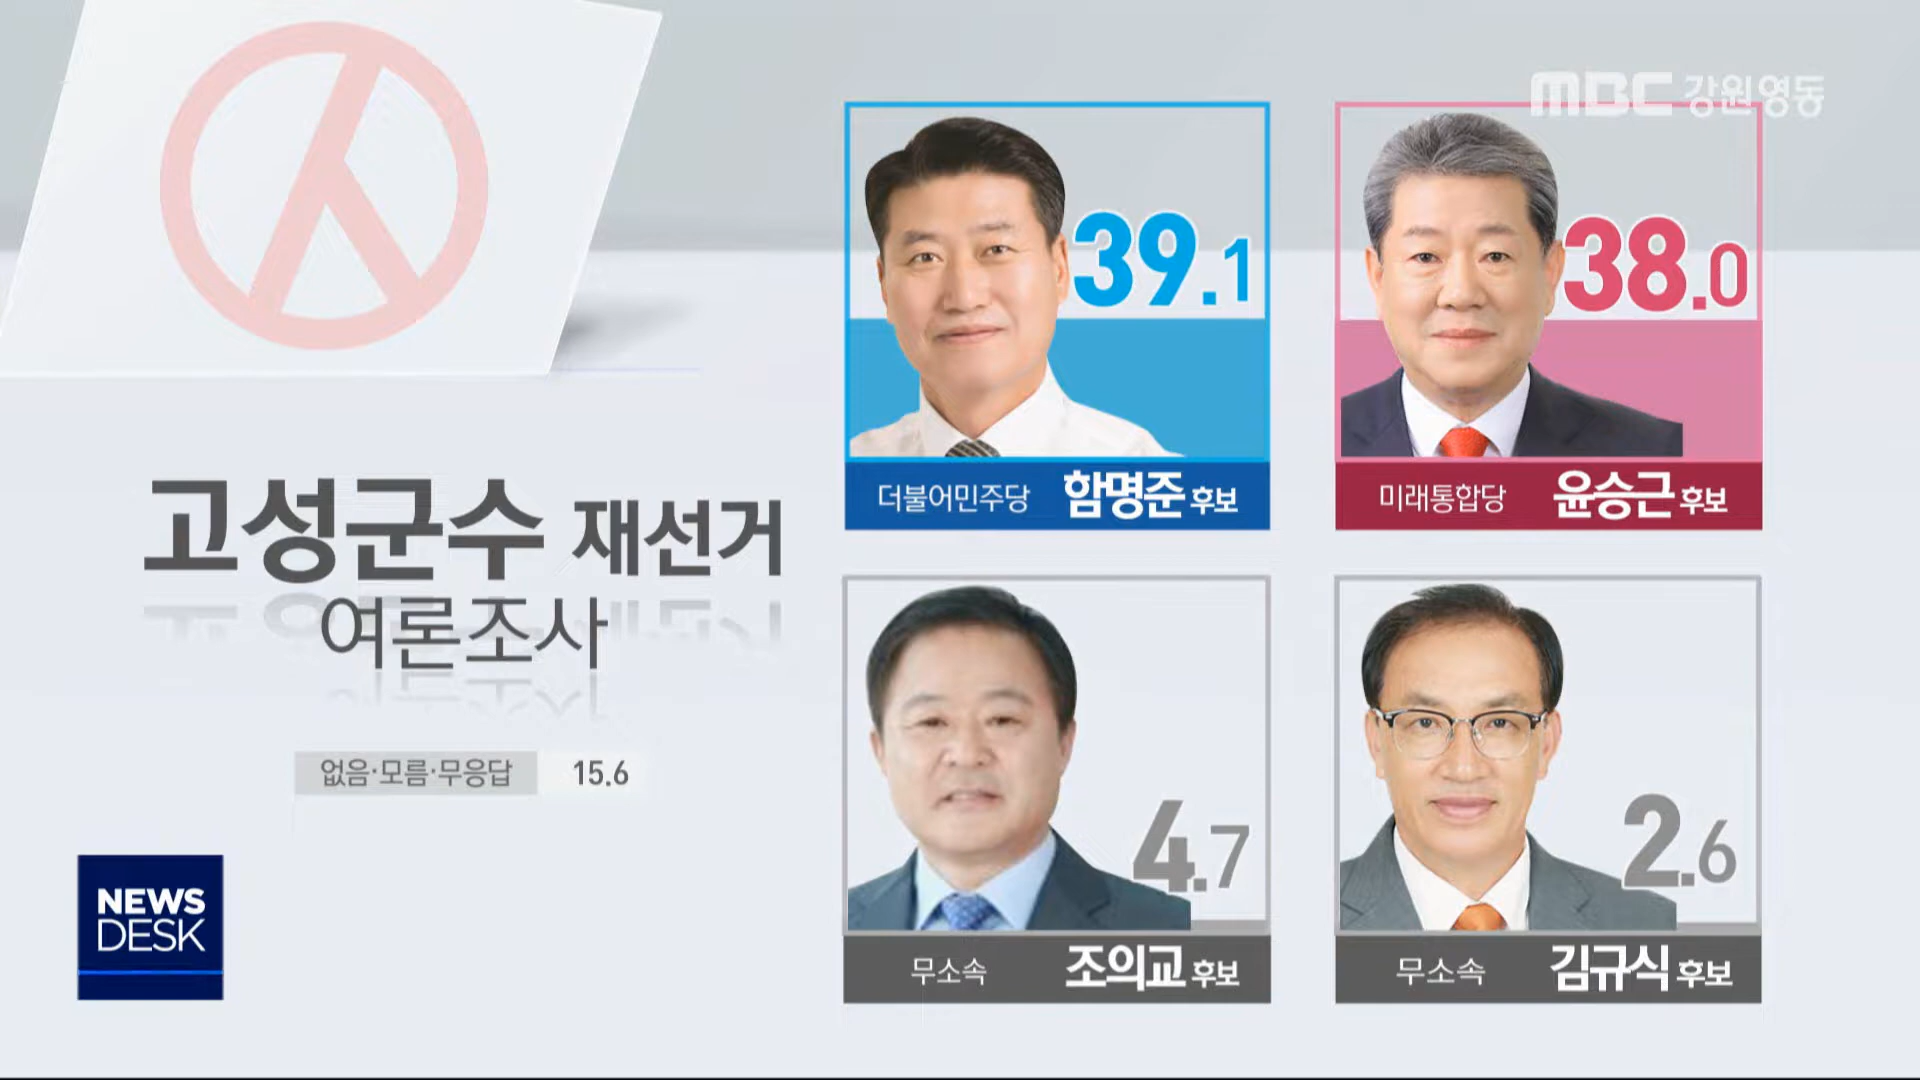 MBC 강원영동
39.1
38.0
더불어민주당 함명준 후보
미래통합당 윤승근 후보
고성군수 재선거
여론조사
없음·모름·무응답 15.6
4.7
2.6
무소속 조의교 후보
무소속 김규식 후보
NEWS
DESK